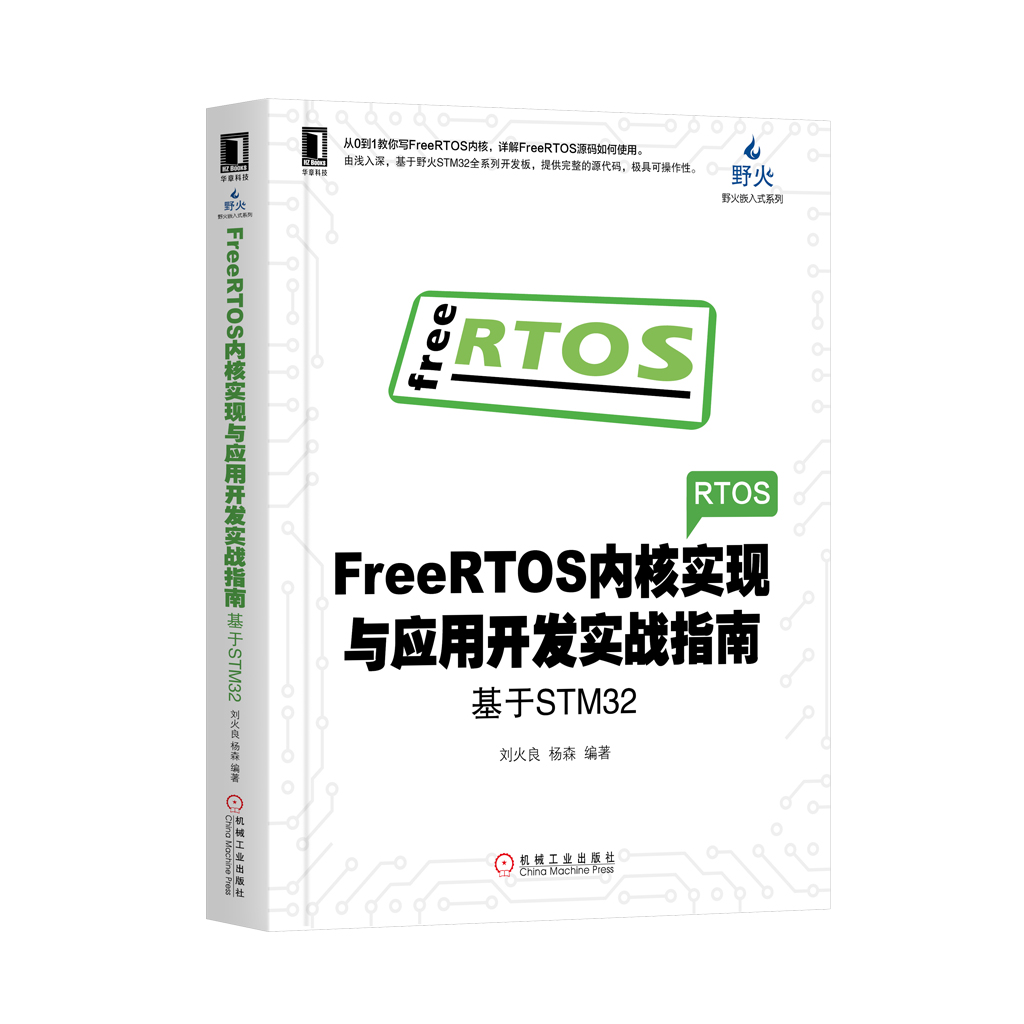 HZ Books
华章科技
野火
野火嵌入式系列
FreeRTOS内核实现与应用开发实战指南
基于STM32
刘火良 杨森 编著
机械工业出版社
China Machine Press
HZ Books
华章科技
从0到1教你写FreeRTOS内核，详解FreeRTOS源码如何使用。
由浅入深，基于野火STM32全系列开发板，提供完整的源代码，极具可操作性。
野火
野火嵌入式系列
free
RTOS
RTOS
FreeRTOS内核实现
与应用开发实战指南
基于STM32
刘火良 杨森 编著
机械工业出版社
China Machine Press